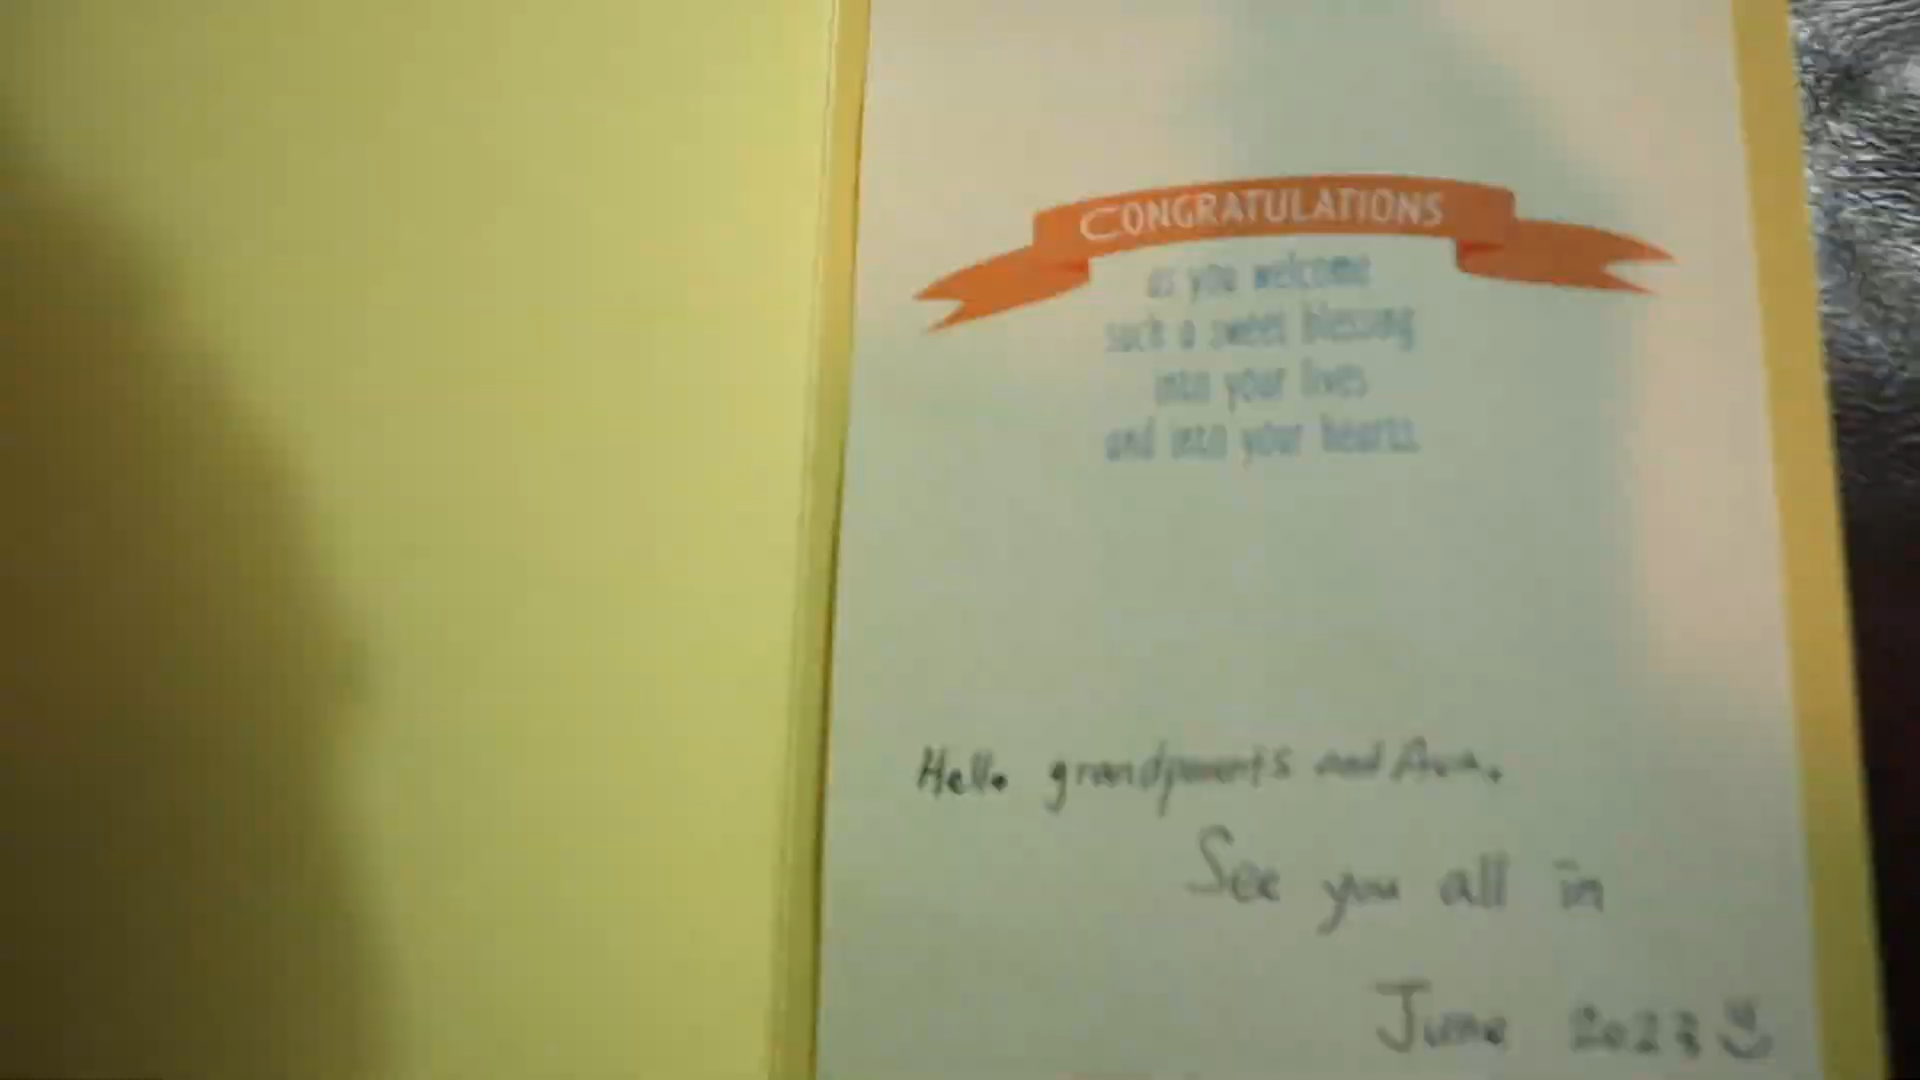 CONGRATULATIONS
as you welcome
such a sweet blessing
into your lives
and into your hearts.
Hello grandparents and
See you all in
June 2023